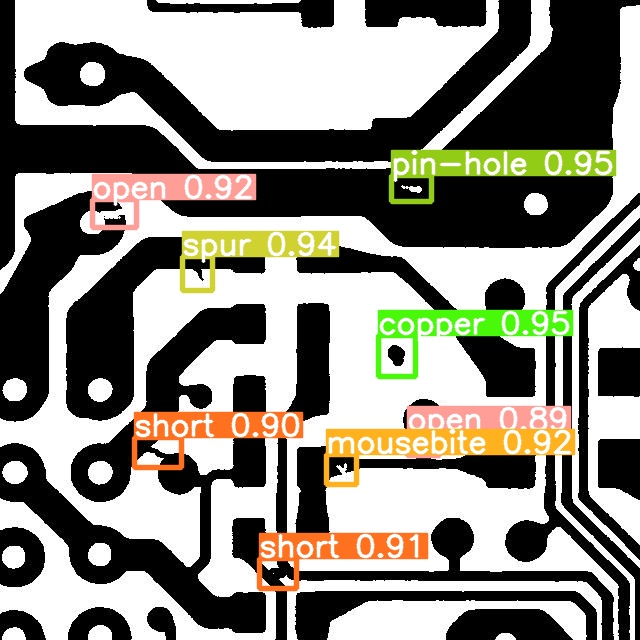 pin-hole 0.95
open 0.92
spur 0.94
copper 0.95
open 0.89
short 0.90
mousebite 0.92
short 0.91